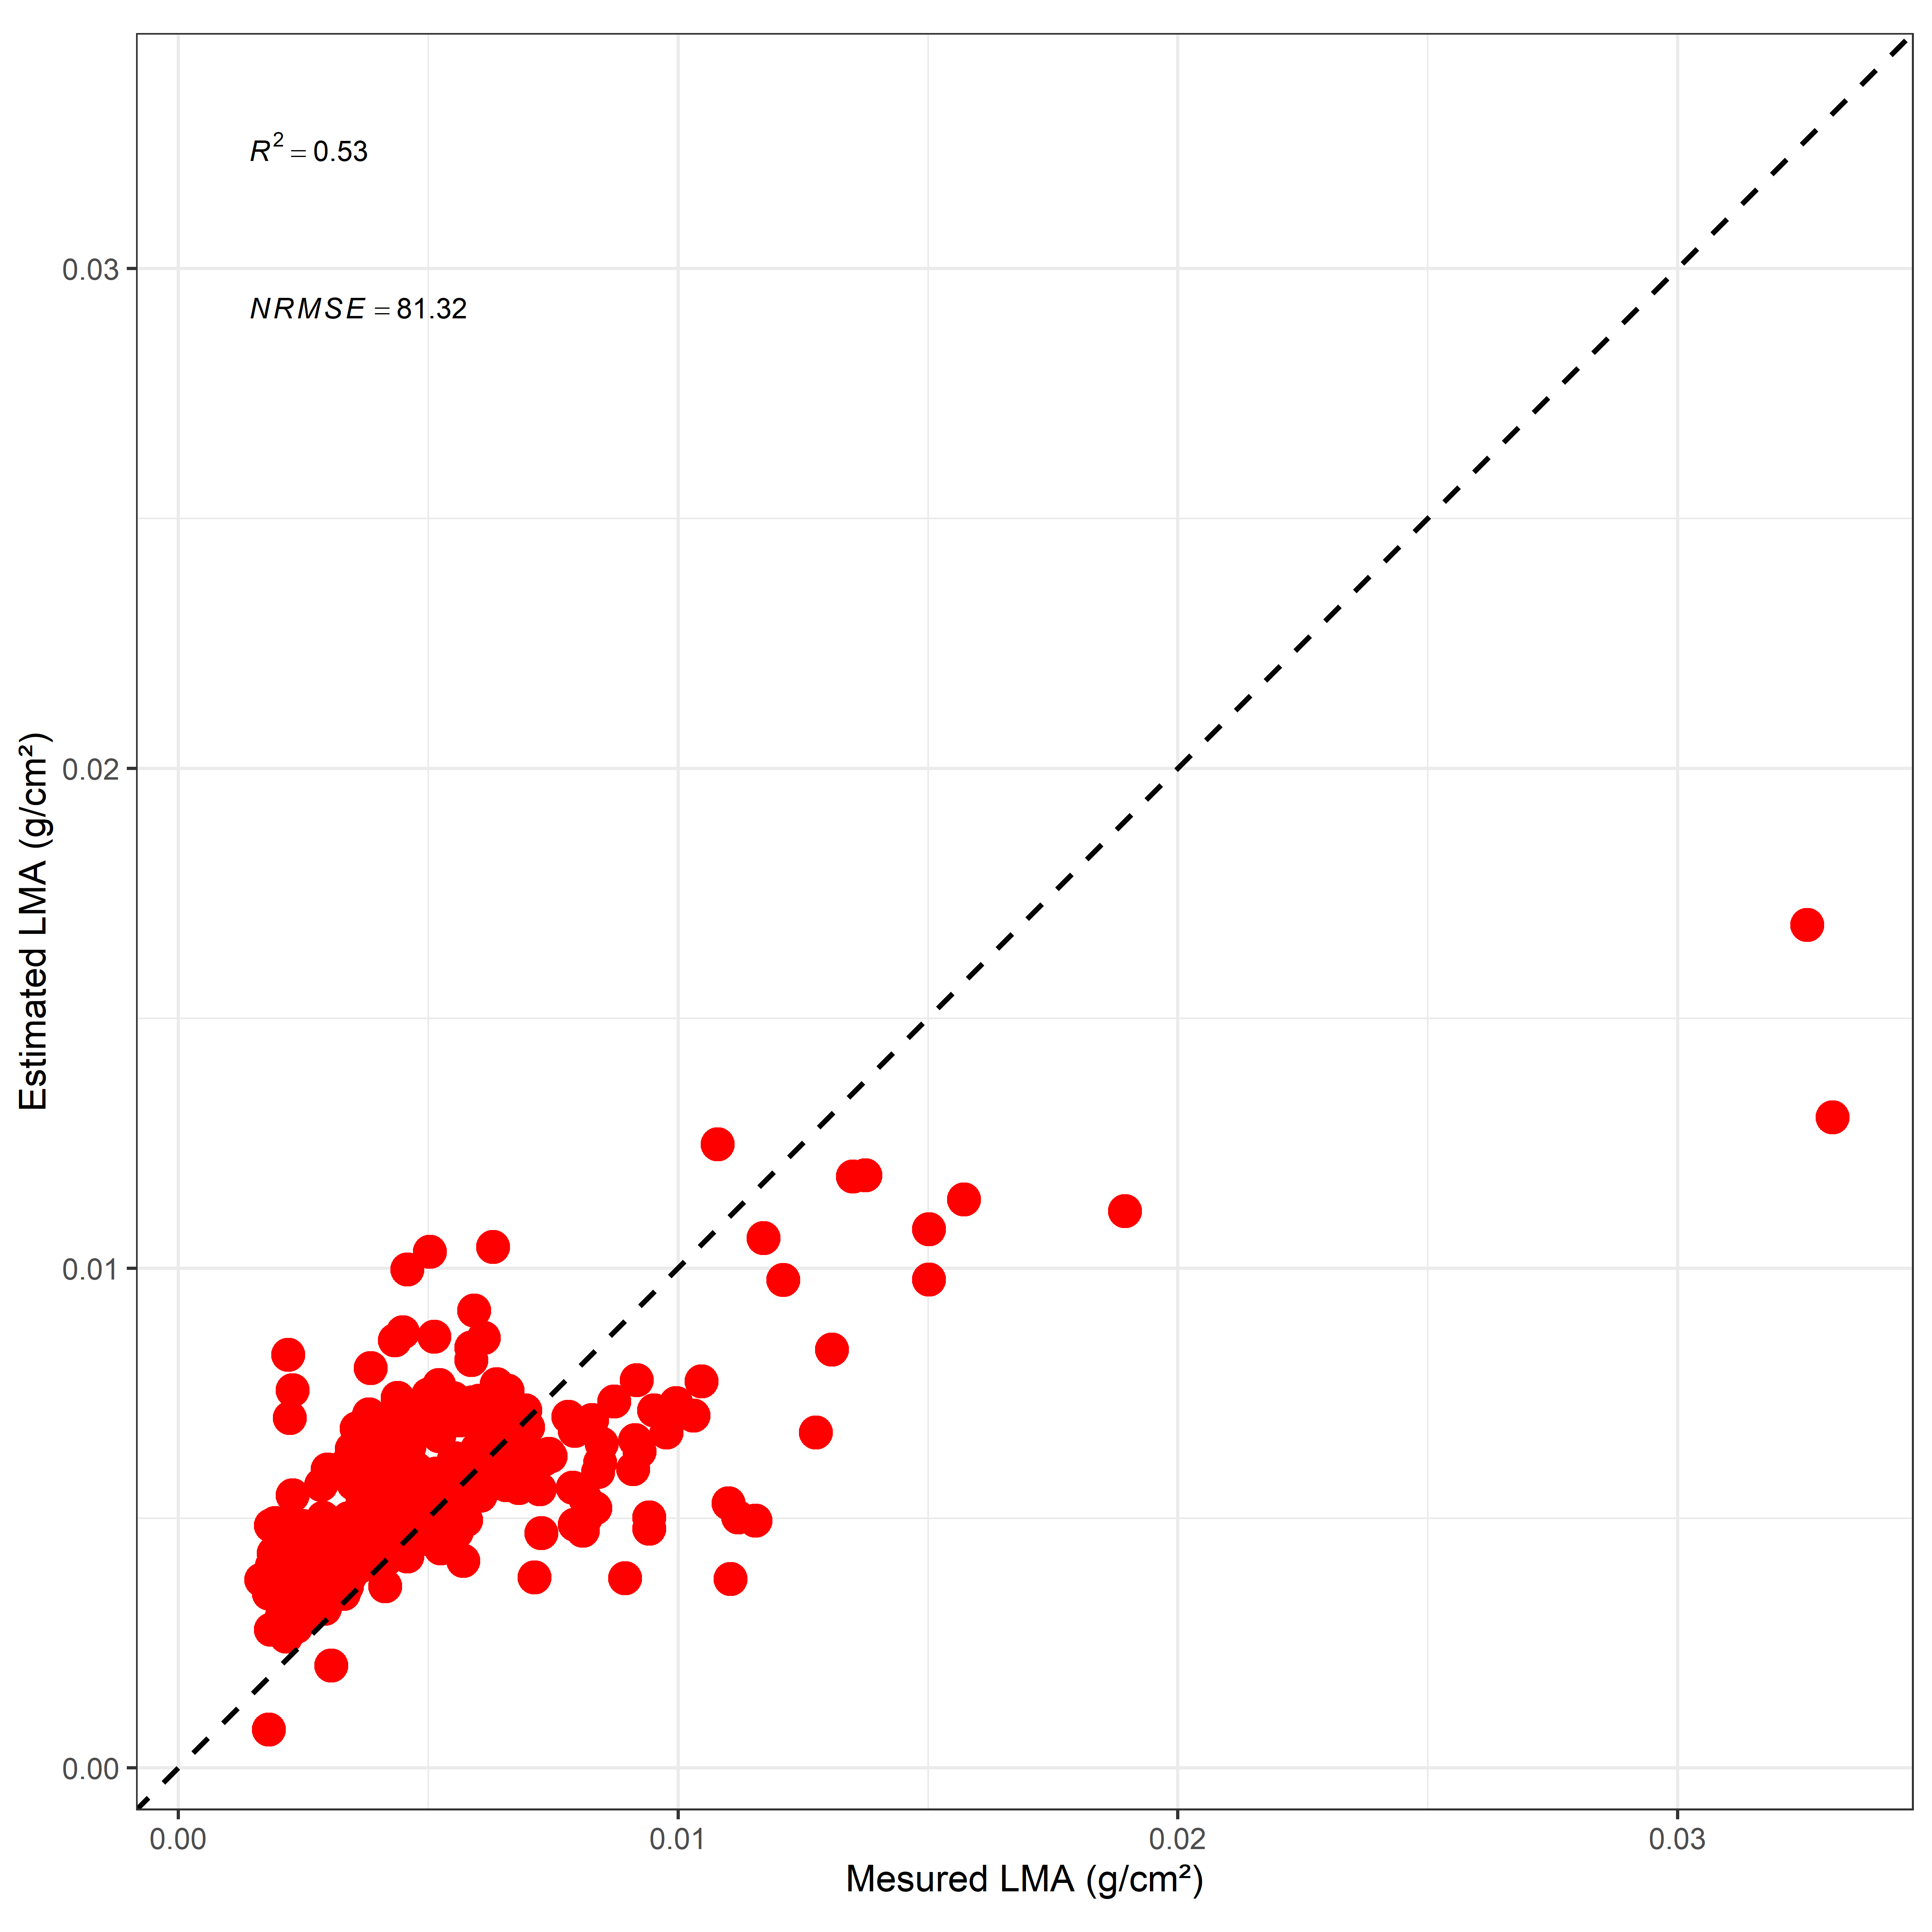 R² = 0.53
NRMSE = 81.32
0.03
0.02
0.01
0.00
Estimated LMA (g/cm²)
0.00 0.01 0.02 0.03
Mesured LMA (g/cm²)